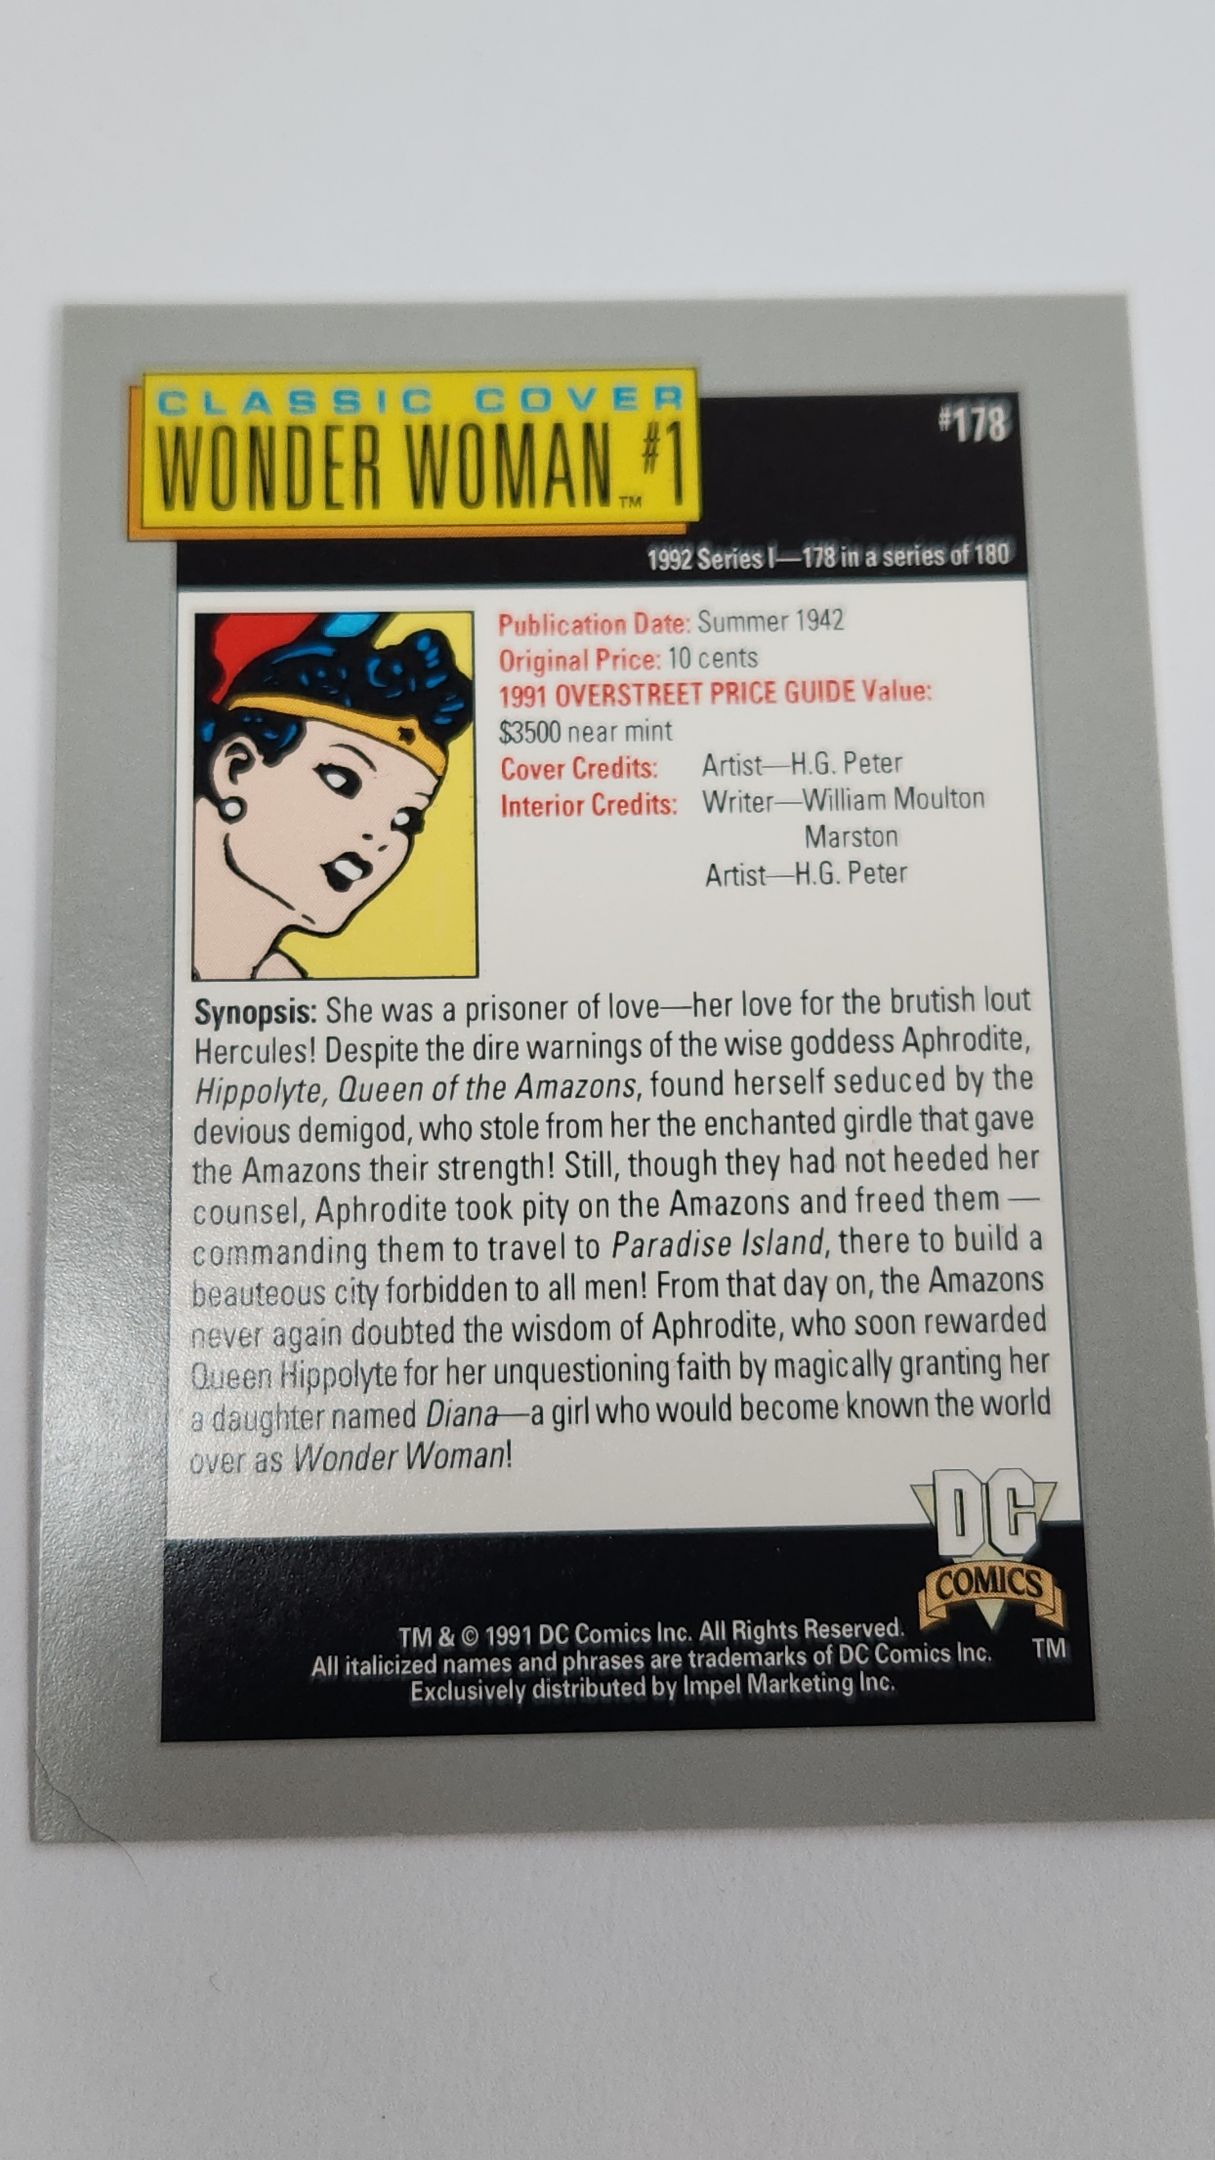 CLASSIC COVER
WONDER WOMAN™ #1
#178
1992 Series I—178 in a series of 180
Publication Date: Summer 1942
Original Price: 10 cents
1991 OVERSTREET PRICE GUIDE Value:
$3500 near mint
Cover Credits: Artist—H.G. Peter
Interior Credits: Writer—William Moulton
Marston
Artist—H.G. Peter
Synopsis: She was a prisoner of love—her love for the brutish lout
Hercules! Despite the dire warnings of the wise goddess Aphrodite,
Hippolyte, Queen of the Amazons, found herself seduced by the
devious demigod, who stole from her the enchanted girdle that gave
the Amazons their strength! Still, though they had not heeded her
counsel, Aphrodite took pity on the Amazons and freed them —
commanding them to travel to Paradise Island, there to build a
beauteous city forbidden to all men! From that day on, the Amazons
never again doubted the wisdom of Aphrodite, who soon rewarded
Queen Hippolyte for her unquestioning faith by magically granting her
a daughter named Diana—a girl who would become known the world
over as Wonder Woman!
DC
COMICS
TM
TM & © 1991 DC Comics Inc. All Rights Reserved.
All italicized names and phrases are trademarks of DC Comics Inc.
Exclusively distributed by Impel Marketing Inc.